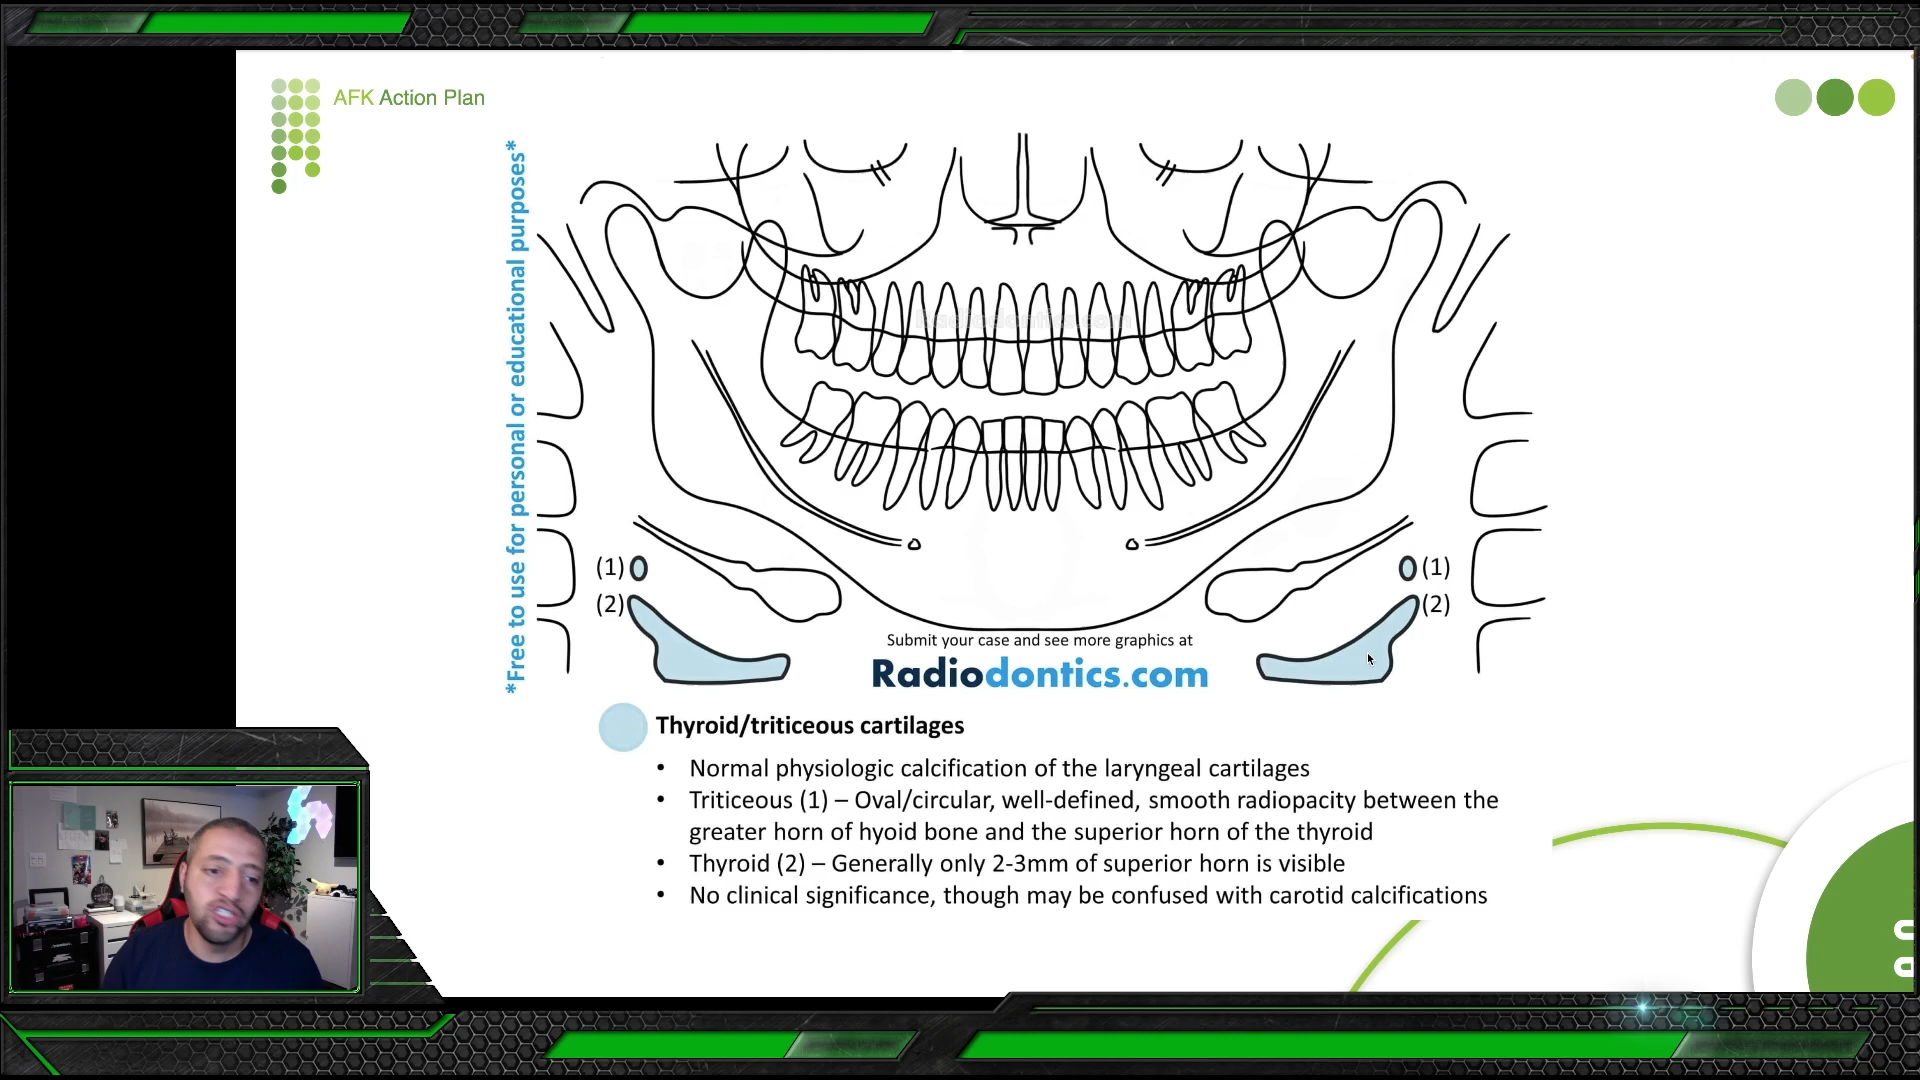 AFK Action Plan
*Free to use for personal or educational purposes*
Radiodontics.com
(1)
(1)
(2)
(2)
Submit your case and see more graphics at
Radiodontics.com
Thyroid/triticeous cartilages
• Normal physiologic calcification of the laryngeal cartilages
• Triticeous (1) – Oval/circular, well-defined, smooth radiopacity between the
greater horn of hyoid bone and the superior horn of the thyroid
• Thyroid (2) – Generally only 2-3mm of superior horn is visible
• No clinical significance, though may be confused with carotid calcifications